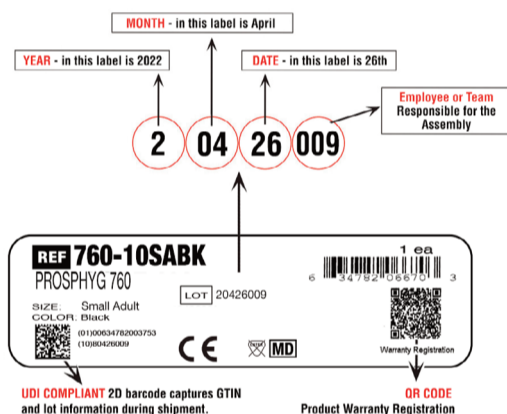 MONTH - in this label is April
YEAR - in this label is 2022
DATE - in this label is 26th
Employee or Team
Responsible for the
Assembly
2 04 26 009
REF 760-10SABK
1 ea
PROSPHYG 760
6 34782 06670 3
LOT 20426009
SIZE: Small Adult
COLOR: Black
(01)00634782003753
(10)80426009
CE
MD
Warranty Registration
UDI COMPLIANT 2D barcode captures GTIN
and lot information during shipment.
QR CODE
Product Warranty Registration